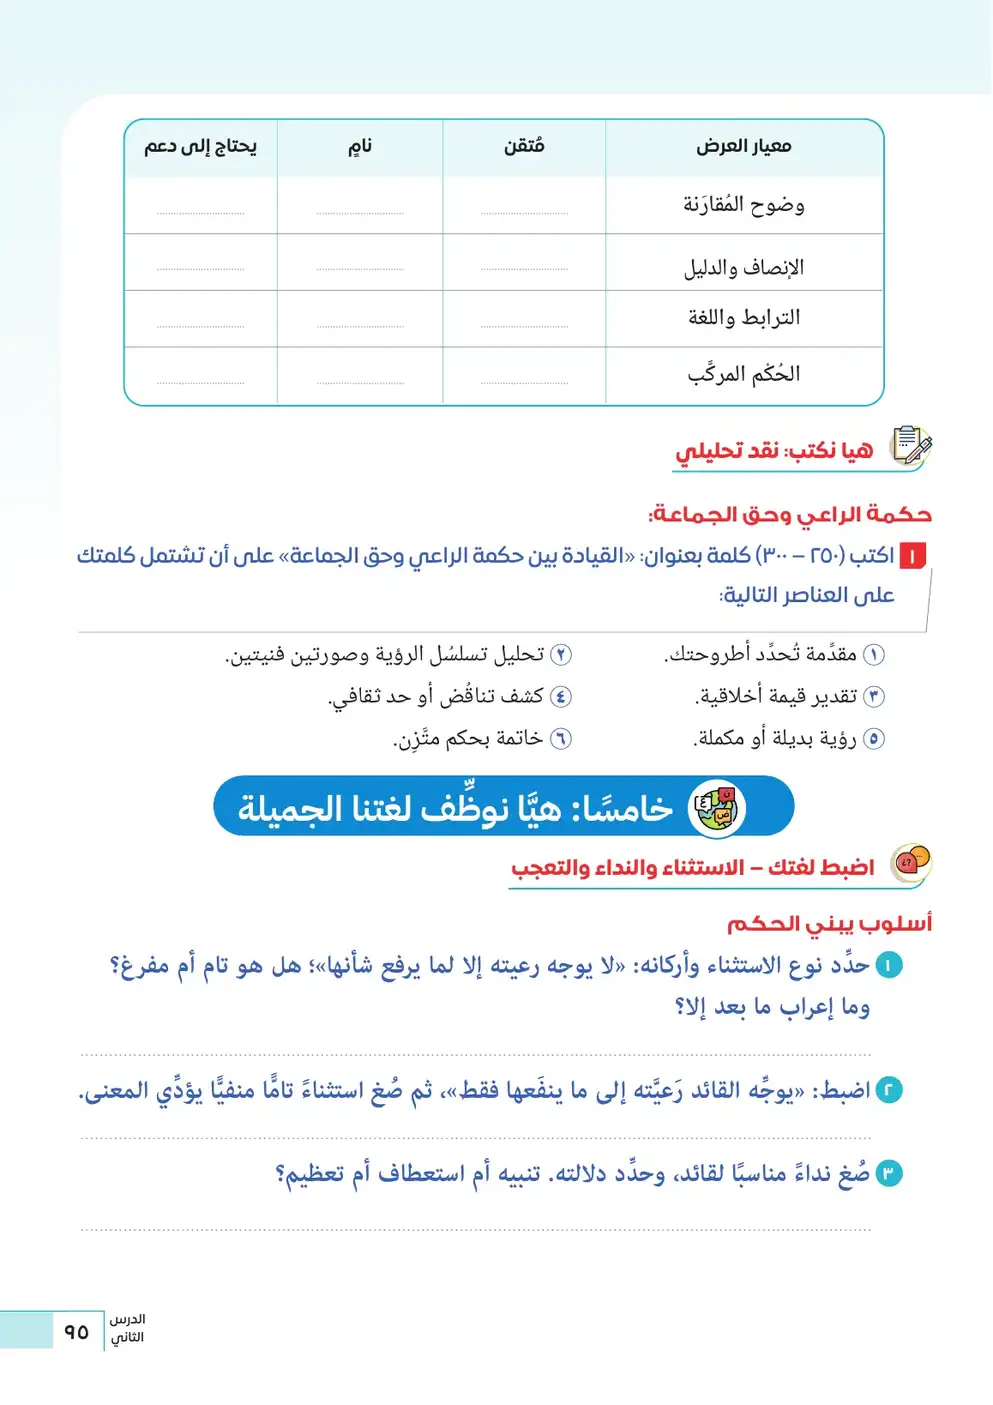 معيار العرض مُتقن نامٍ يحتاج إلى دعم
وضوح المُقارَنة
الإنصاف والدليل
الترابط واللغة
الحُكْم المركَّب
هيا نكتب: نقد تحليلي
حكمة الراعي وحق الجماعة:
١ اكتب (٢٥٠ – ٣٠٠) كلمة بعنوان: «القيادة بين حكمة الراعي وحق الجماعة» على أن تشتمل كلمتك
على العناصر التالية:
١ مقدِّمة تُحدِّد أطروحتك. ٢ تحليل تسلسُل الرؤية وصورتين فنيتين.
٣ تقدير قيمة أخلاقية. ٤ كشف تناقُض أو حد ثقافي.
٥ رؤية بديلة أو مكملة. ٦ خاتمة بحكم متَّزِن.
خامسًا: هيَّا نوظِّف لغتنا الجميلة
اضبط لغتك – الاستثناء والنداء والتعجب
أسلوب يبني الحكم
١ حدِّد نوع الاستثناء وأركانه: «لا يوجه رعيته إلا لما يرفع شأنها»؛ هل هو تام أم مفرغ؟
وما إعراب ما بعد إلا؟
٢ اضبط: «يوجِّه القائد رَعيَّته إلى ما ينفَعها فقط»، ثم صُغ استثناءً تامًّا منفيًّا يؤدِّي المعنى.
٣ صُغ نداءً مناسبًا لقائد، وحدِّد دلالته. تنبيه أم استعطاف أم تعظيم؟
الدرس
الثاني
٩٥